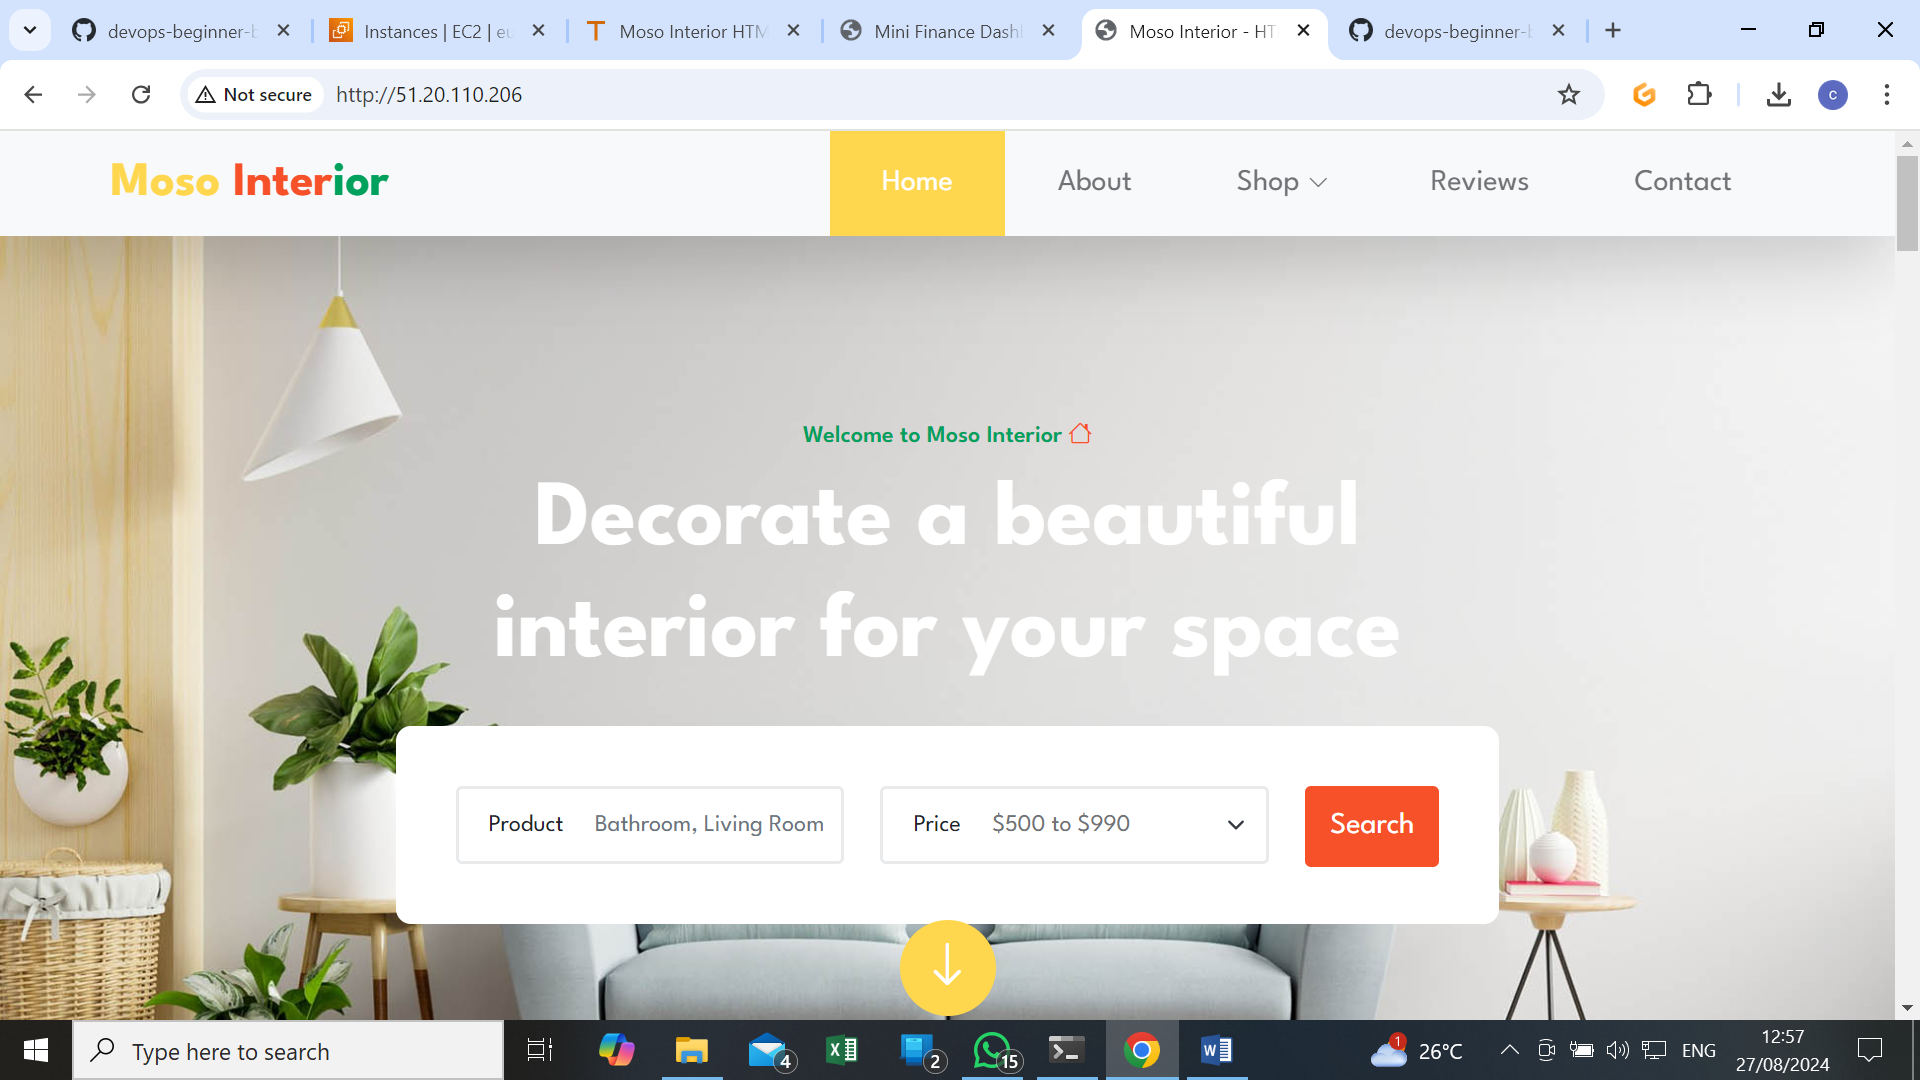 devops-beginner-b
Instances | EC2 | eu
Moso Interior HTM
Mini Finance Dashb
Moso Interior - HT
devops-beginner-b
Not secure
http://51.20.110.206
c
Moso Interior
Home
About
Shop
Reviews
Contact
Welcome to Moso Interior
Decorate a beautiful
interior for your space
Product Bathroom, Living Room
Price $500 to $990
Search
Type here to search
4
2
15
1
26°C
ENG
12:57
27/08/2024